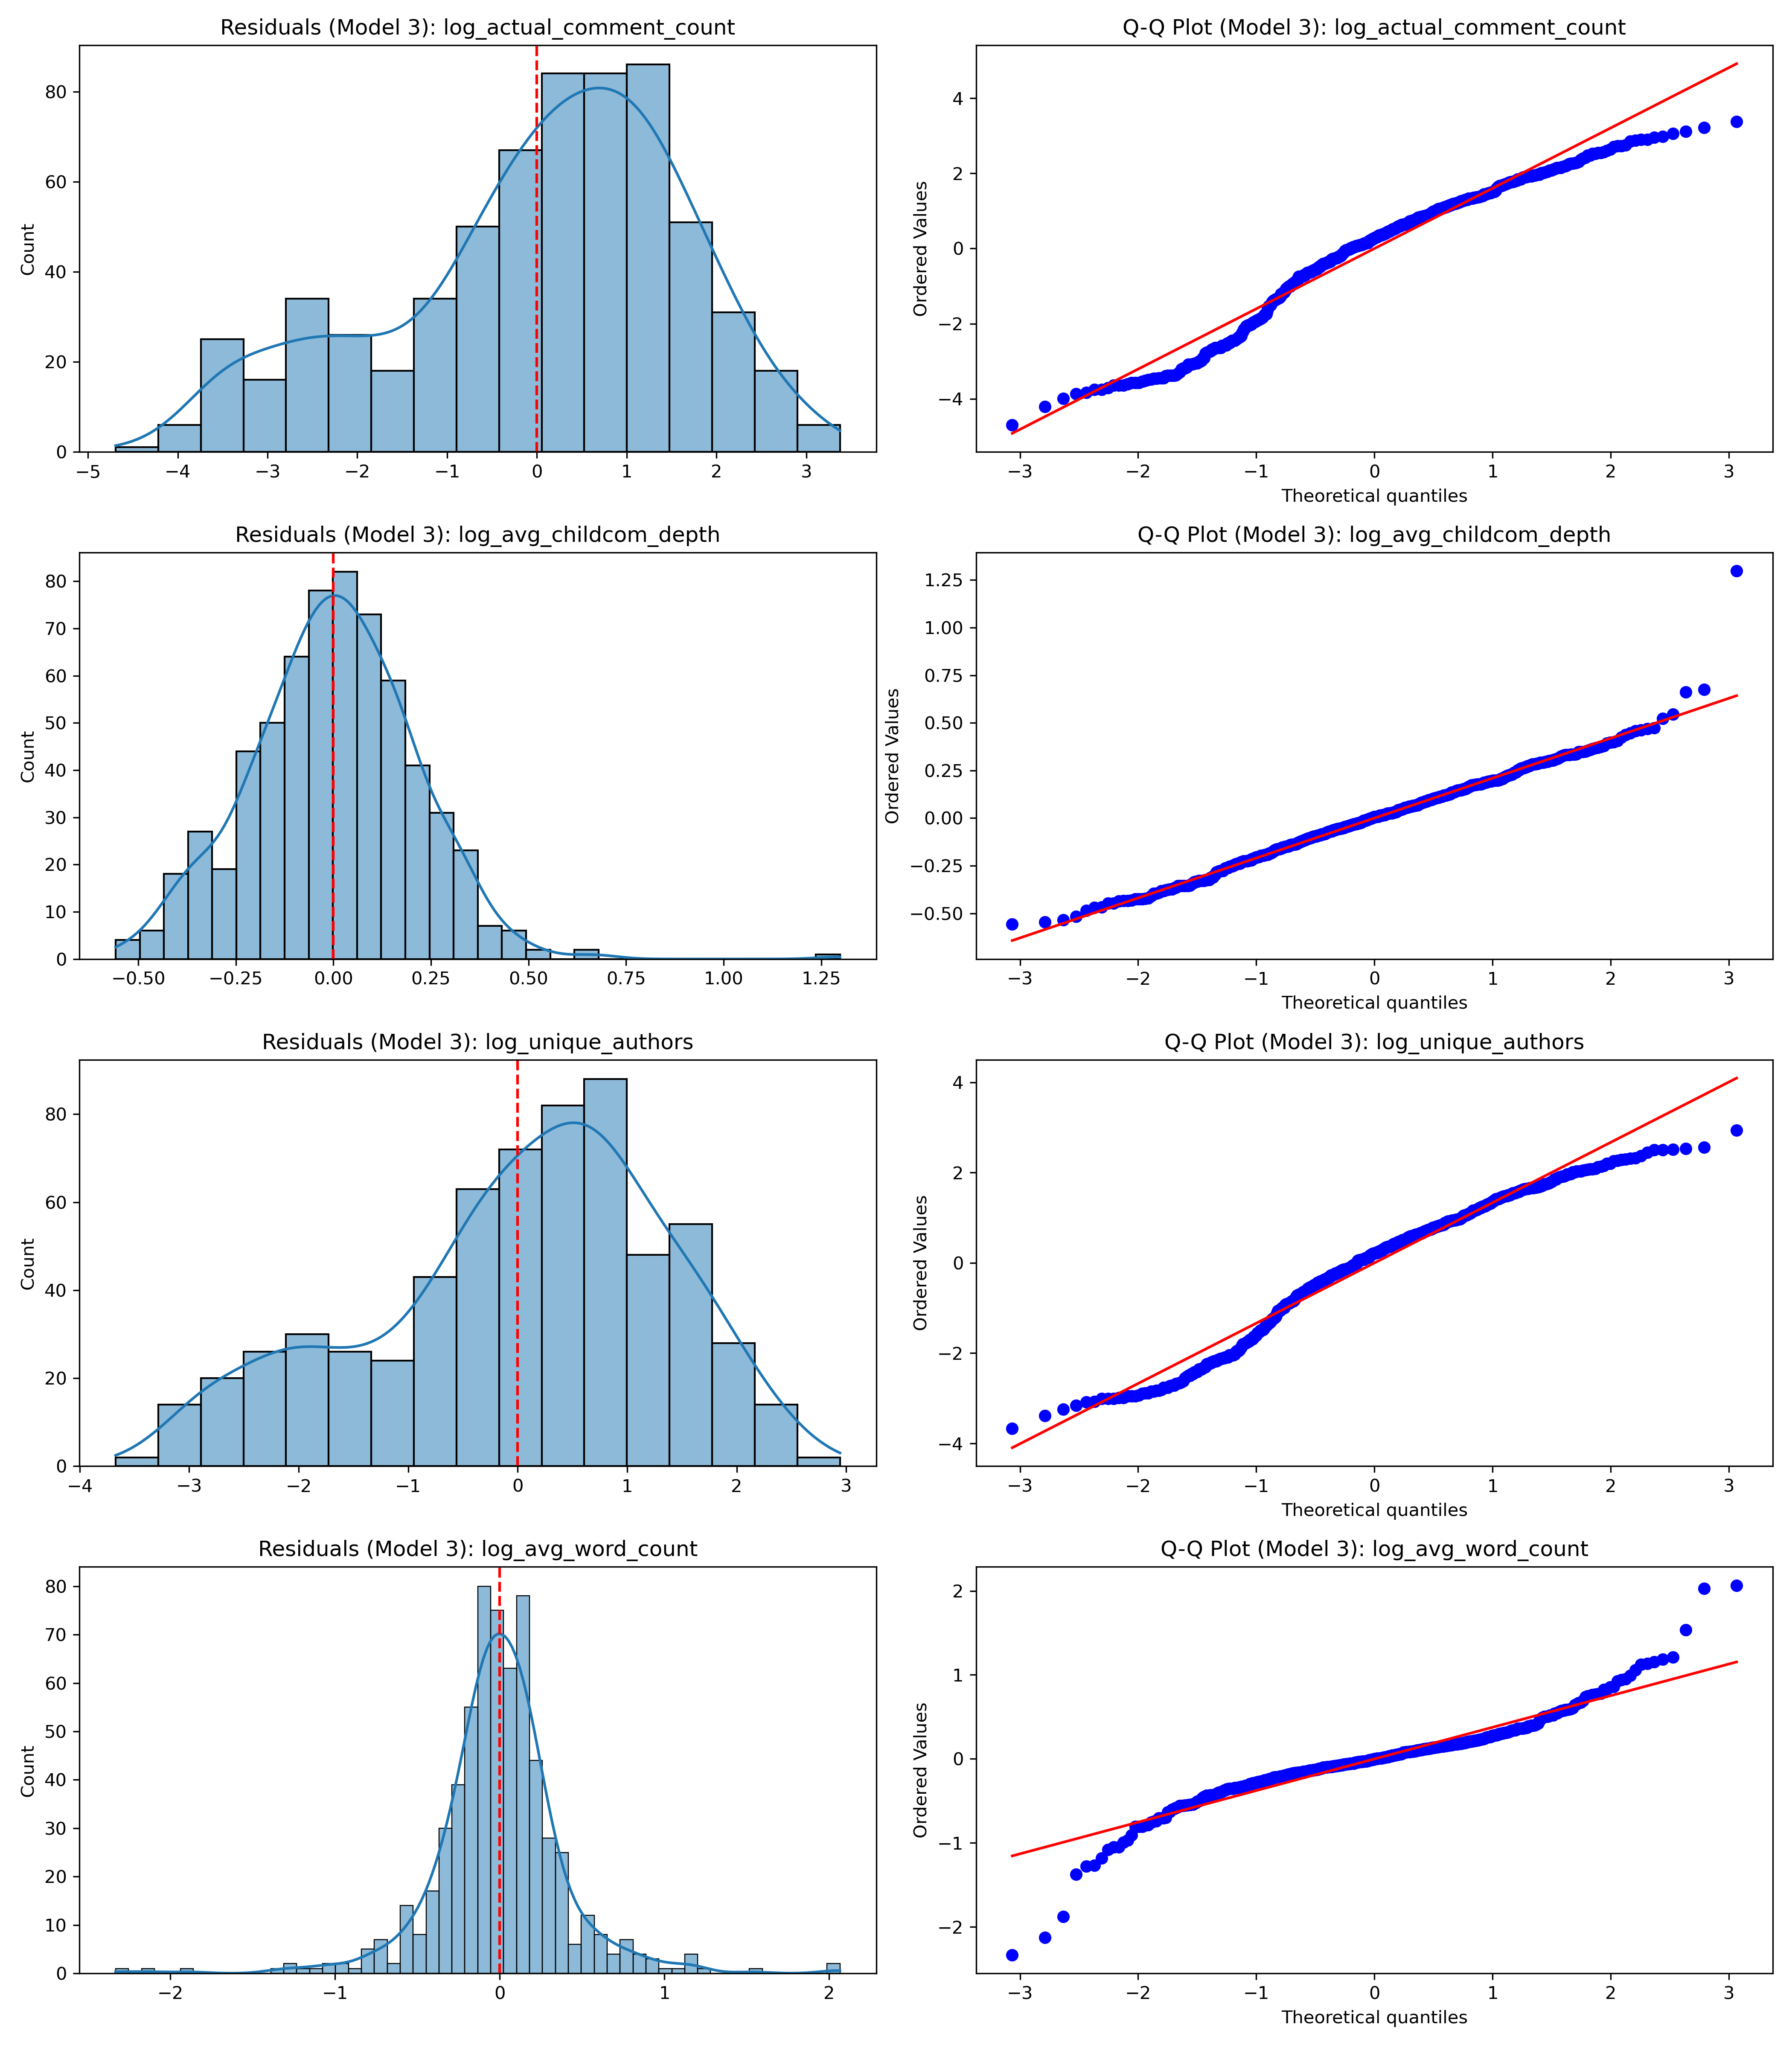 Residuals (Model 3): log_actual_comment_count
Count
80
60
40
20
0
−5 −4 −3 −2 −1 0 1 2 3
Q-Q Plot (Model 3): log_actual_comment_count
Ordered Values
4
2
0
−2
−4
−3 −2 −1 0 1 2 3
Theoretical quantiles
Residuals (Model 3): log_avg_childcom_depth
Count
80
70
60
50
40
30
20
10
0
−0.50 −0.25 0.00 0.25 0.50 0.75 1.00 1.25
Q-Q Plot (Model 3): log_avg_childcom_depth
Ordered Values
1.25
1.00
0.75
0.50
0.25
0.00
−0.25
−0.50
−3 −2 −1 0 1 2 3
Theoretical quantiles
Residuals (Model 3): log_unique_authors
Count
80
60
40
20
0
−4 −3 −2 −1 0 1 2 3
Q-Q Plot (Model 3): log_unique_authors
Ordered Values
4
2
0
−2
−4
−3 −2 −1 0 1 2 3
Theoretical quantiles
Residuals (Model 3): log_avg_word_count
Count
80
70
60
50
40
30
20
10
0
−2 −1 0 1 2
Q-Q Plot (Model 3): log_avg_word_count
Ordered Values
2
1
0
−1
−2
−3 −2 −1 0 1 2 3
Theoretical quantiles